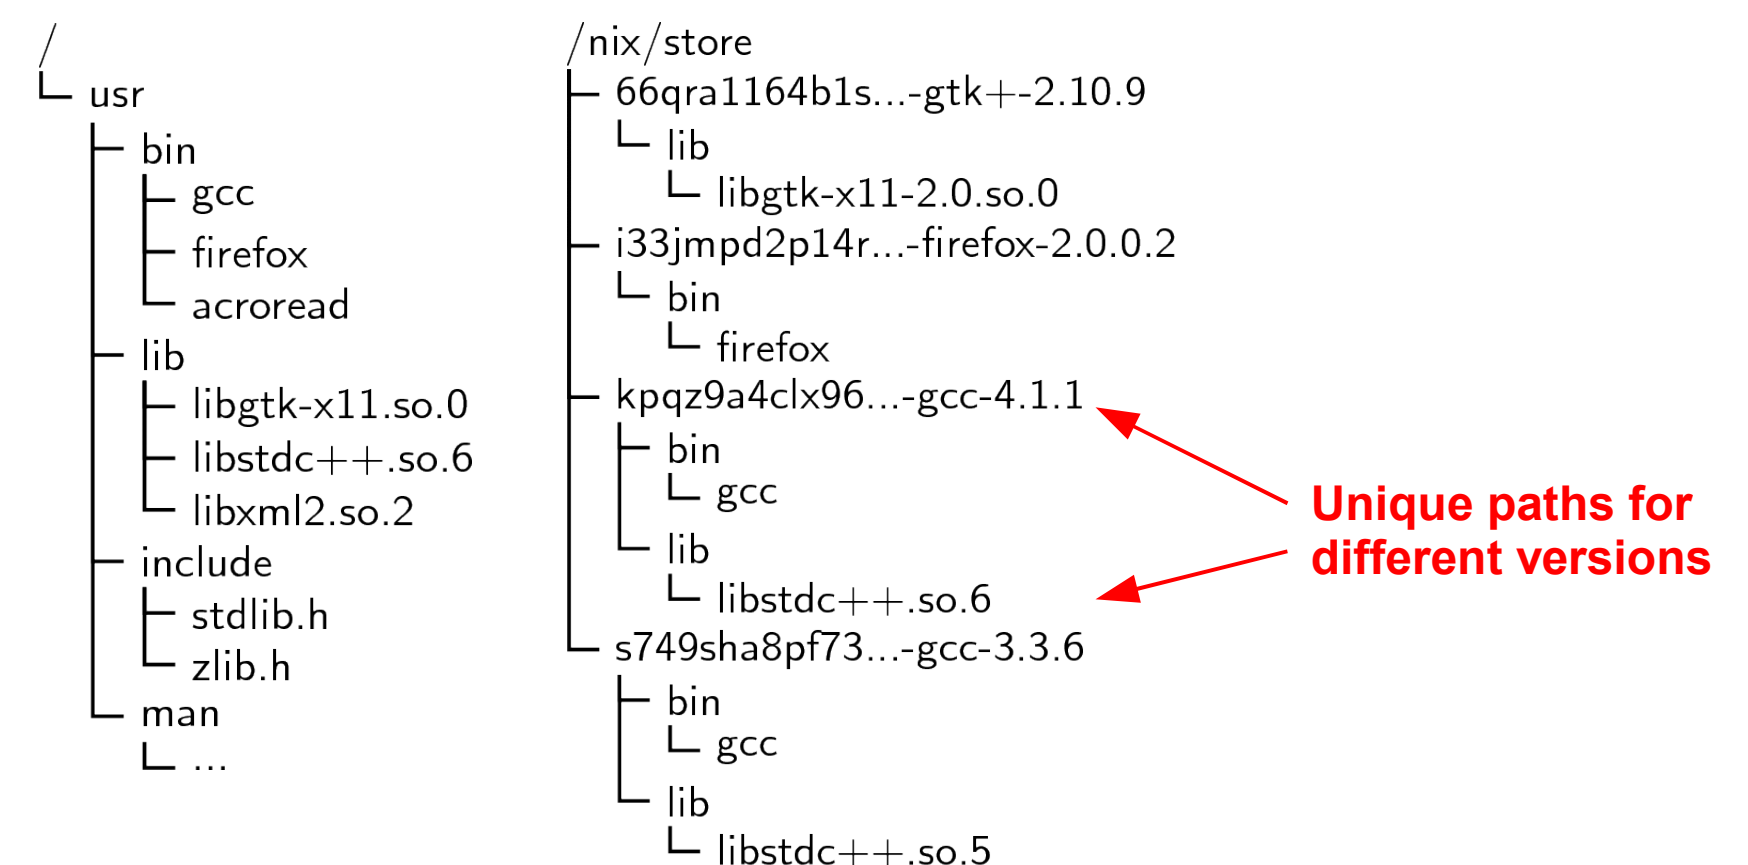 /
usr
bin
gcc
firefox
acroread
lib
libgtk-x11.so.0
libstdc++.so.6
libxml2.so.2
include
stdlib.h
zlib.h
man
...
/nix/store
66qra1164b1s...-gtk+-2.10.9
lib
libgtk-x11-2.0.so.0
i33jmpd2p14r...-firefox-2.0.0.2
bin
firefox
kpqz9a4clx96...-gcc-4.1.1
bin
gcc
lib
libstdc++.so.6
s749sha8pf73...-gcc-3.3.6
bin
gcc
lib
libstdc++.so.5
Unique paths for
different versions